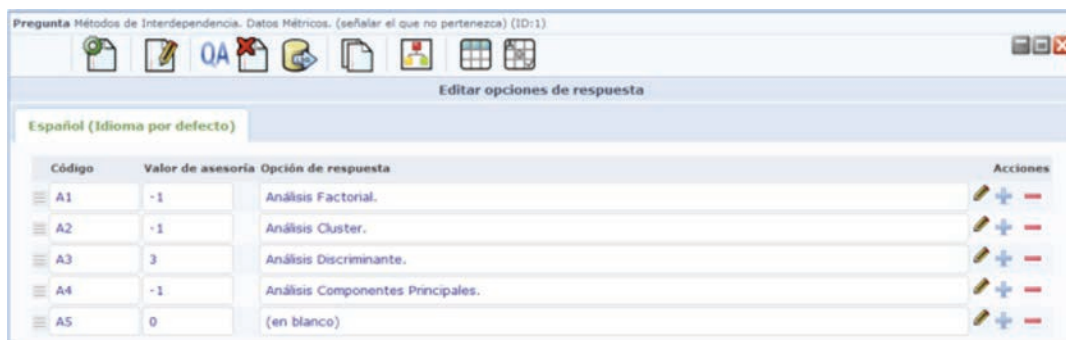 Pregunta Métodos de Interdependencia. Datos Métricos. (señalar el que no pertenezca) (ID:1)
QA
Editar opciones de respuesta
Español (Idioma por defecto)
Código Valor de asesoría Opción de respuesta Acciones
A1 -1 Análisis Factorial.
A2 -1 Análisis Cluster.
A3 3 Análisis Discriminante.
A4 -1 Análisis Componentes Principales.
A5 0 (en blanco)